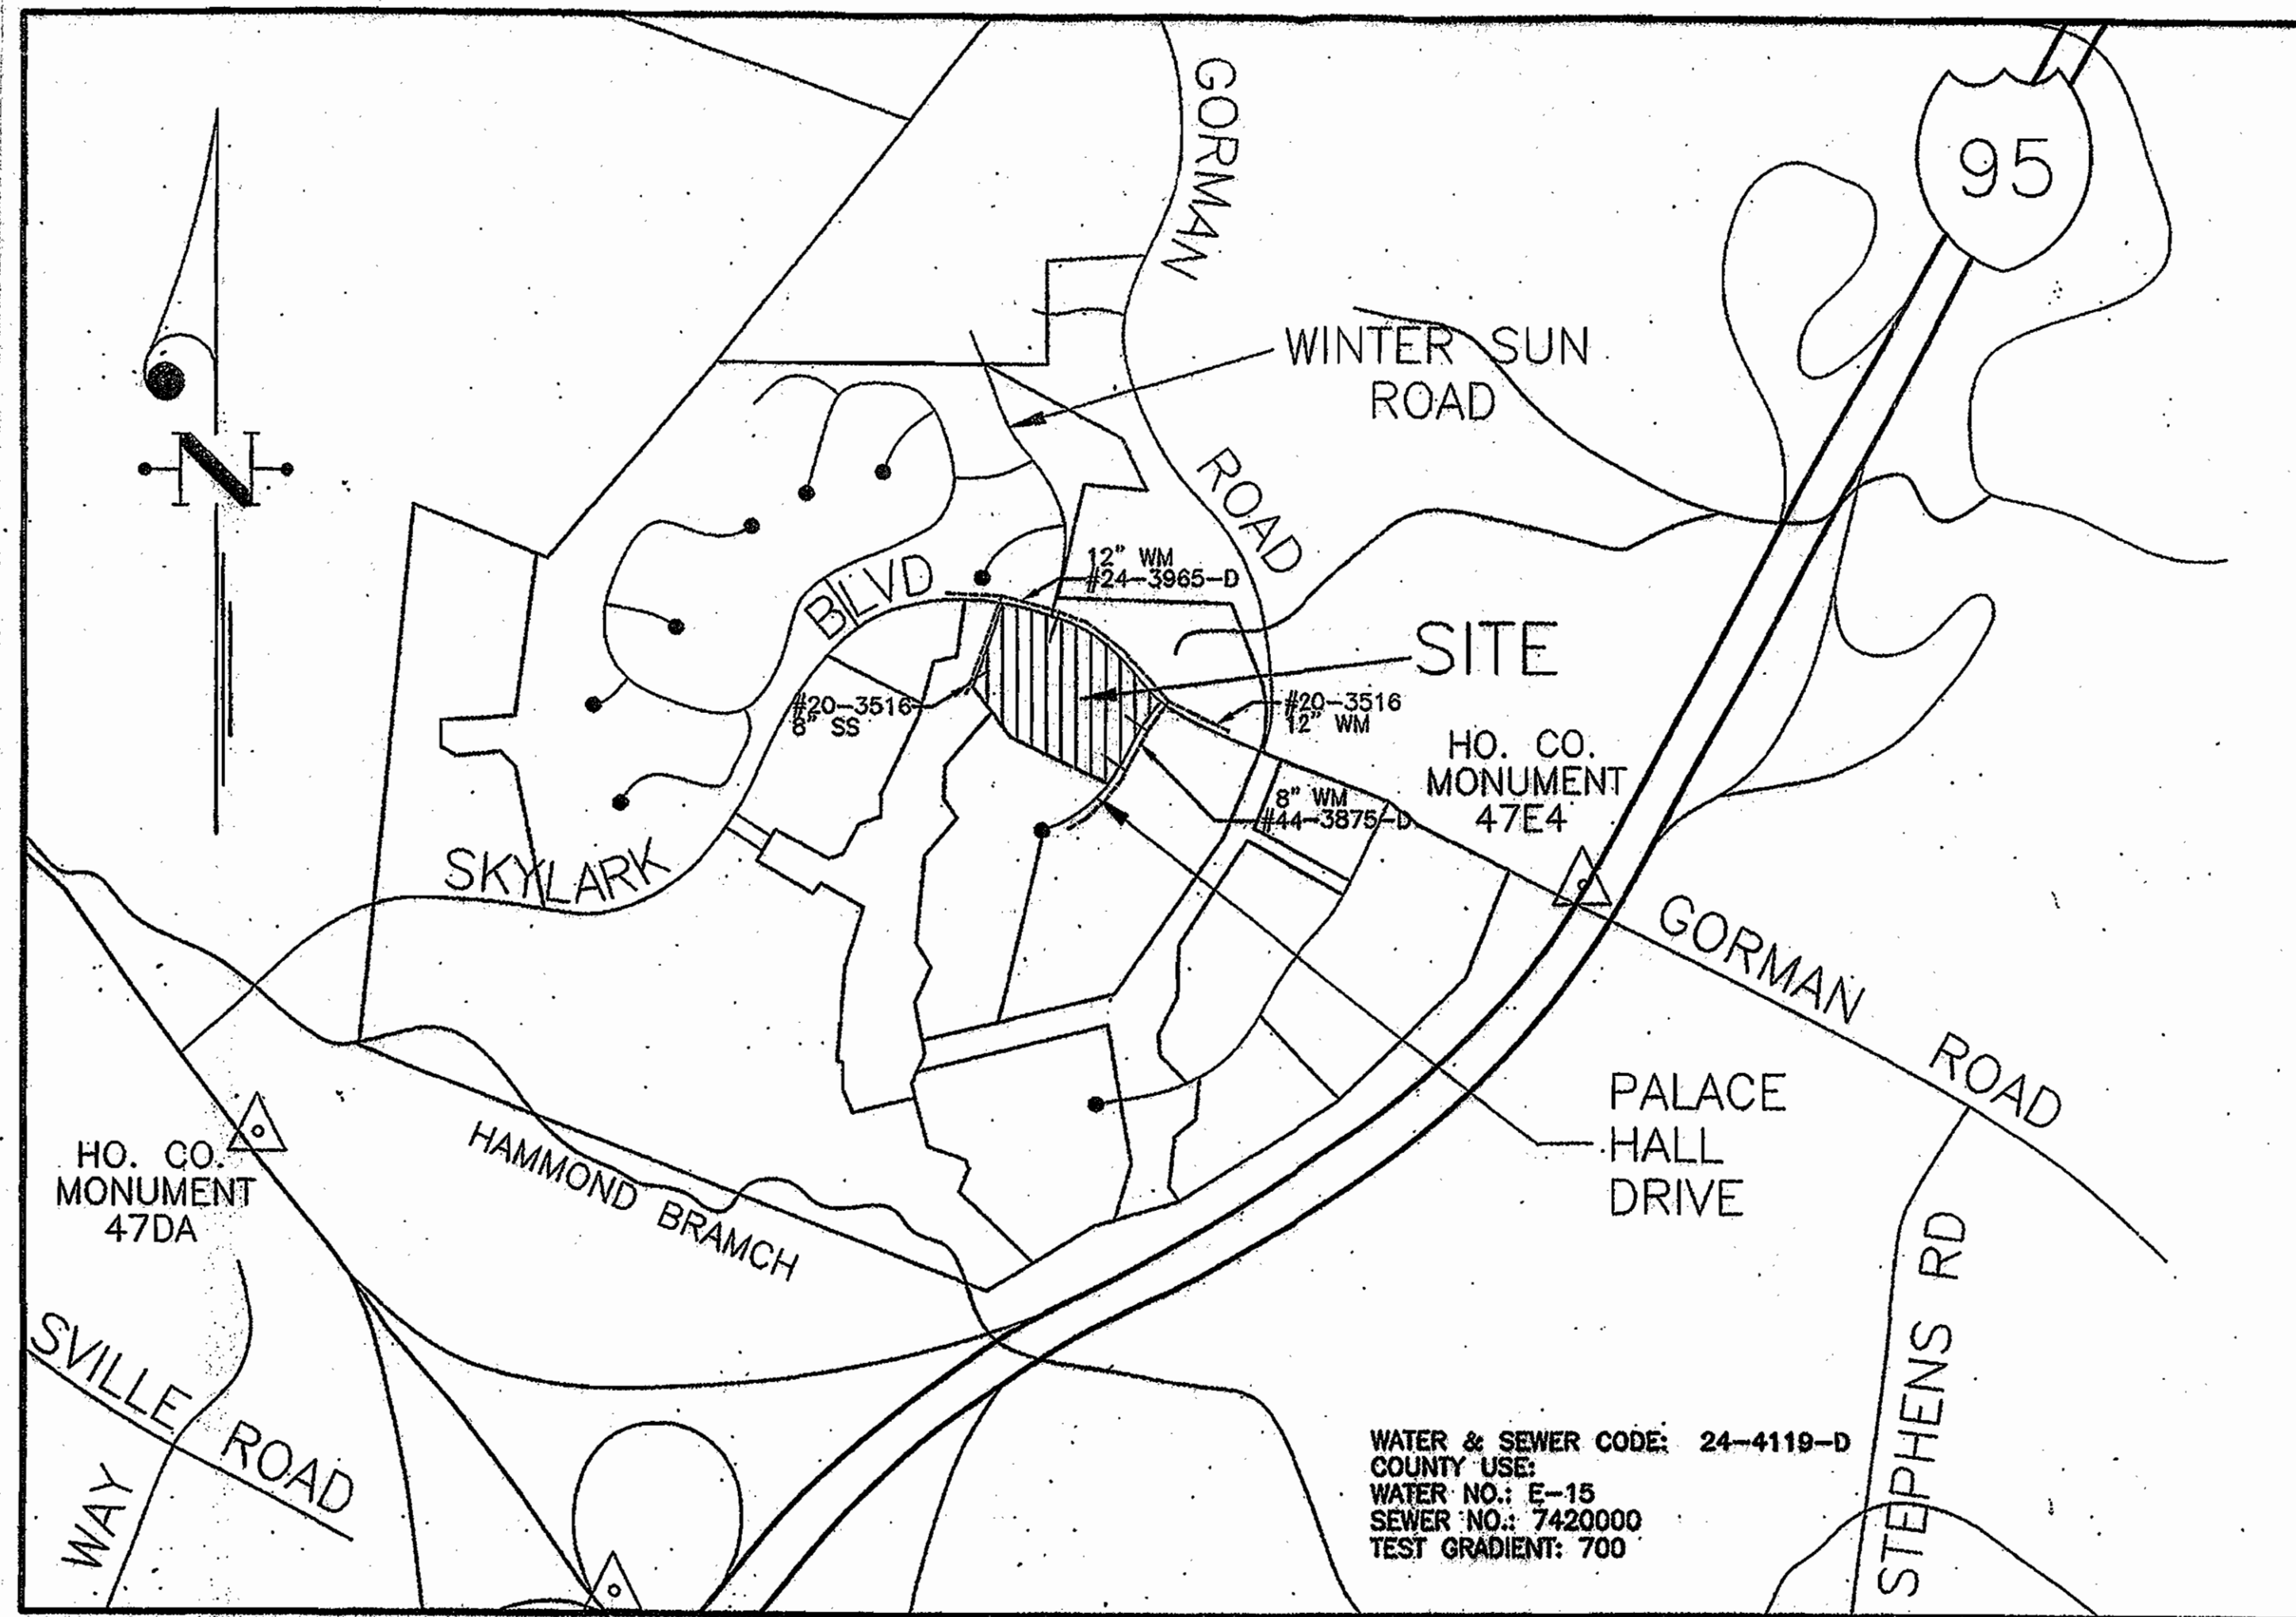 GORMAN
95
WINTER SUN
ROAD
ROAD
N
12" WM
#24-3965-D
BLVD
SITE
#20-3516
8" SS
#20-3516
12" WM
HO. CO.
MONUMENT
47E4
8" WM
#44-3875-D
SKYLARK
GORMAN ROAD
PALACE
HALL
DRIVE
HO. CO.
MONUMENT
47DA
HAMMOND BRAMCH
STEPHENS RD
SVILLE ROAD
WAY
WATER & SEWER CODE: 24-4119-D
COUNTY USE:
WATER NO.: E-15
SEWER NO.: 7420000
TEST GRADIENT: 700